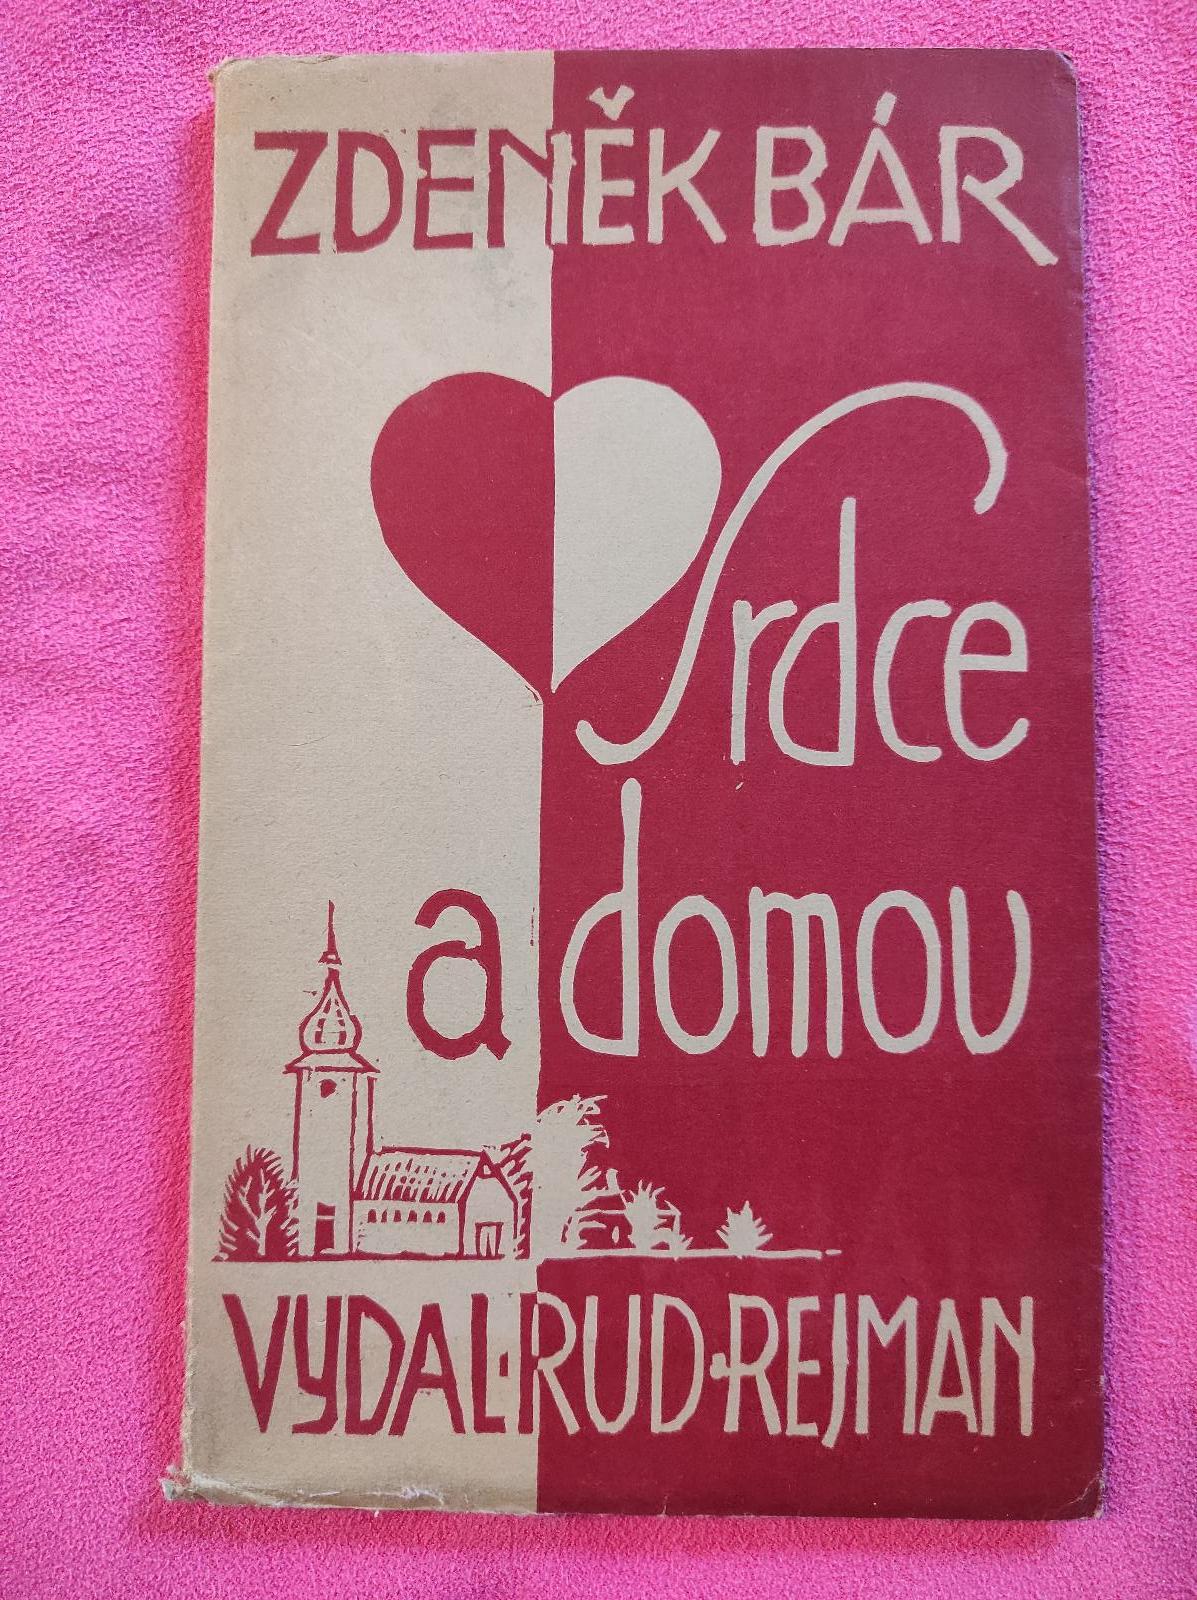 ZDENĚK BÁR
Srdce
a domou
VYDAL·RUD·REJMAN